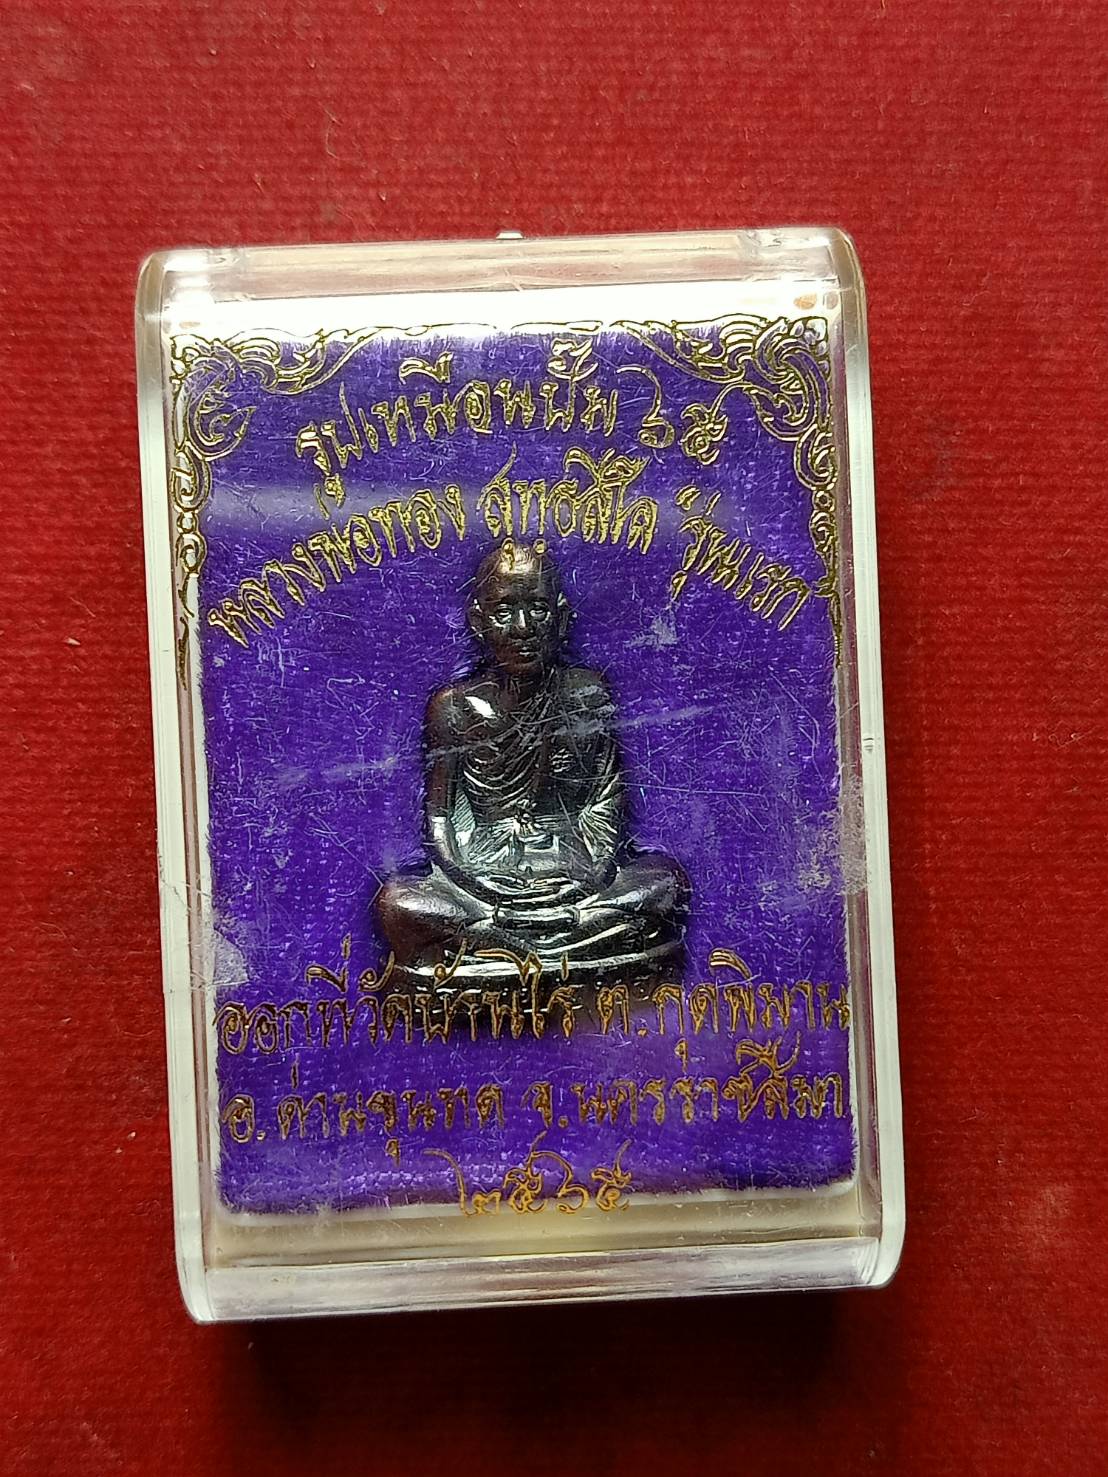 รูปเหมือนปั๊ม ๖๕
หลวงพ่อทอง สุทธสีโล รุ่นแรก
ออกที่วัดบ้านไร่ ต.กุดพิมาน
อ.ด่านขุนทด จ.นครราชสีมา
๒๕๖๕